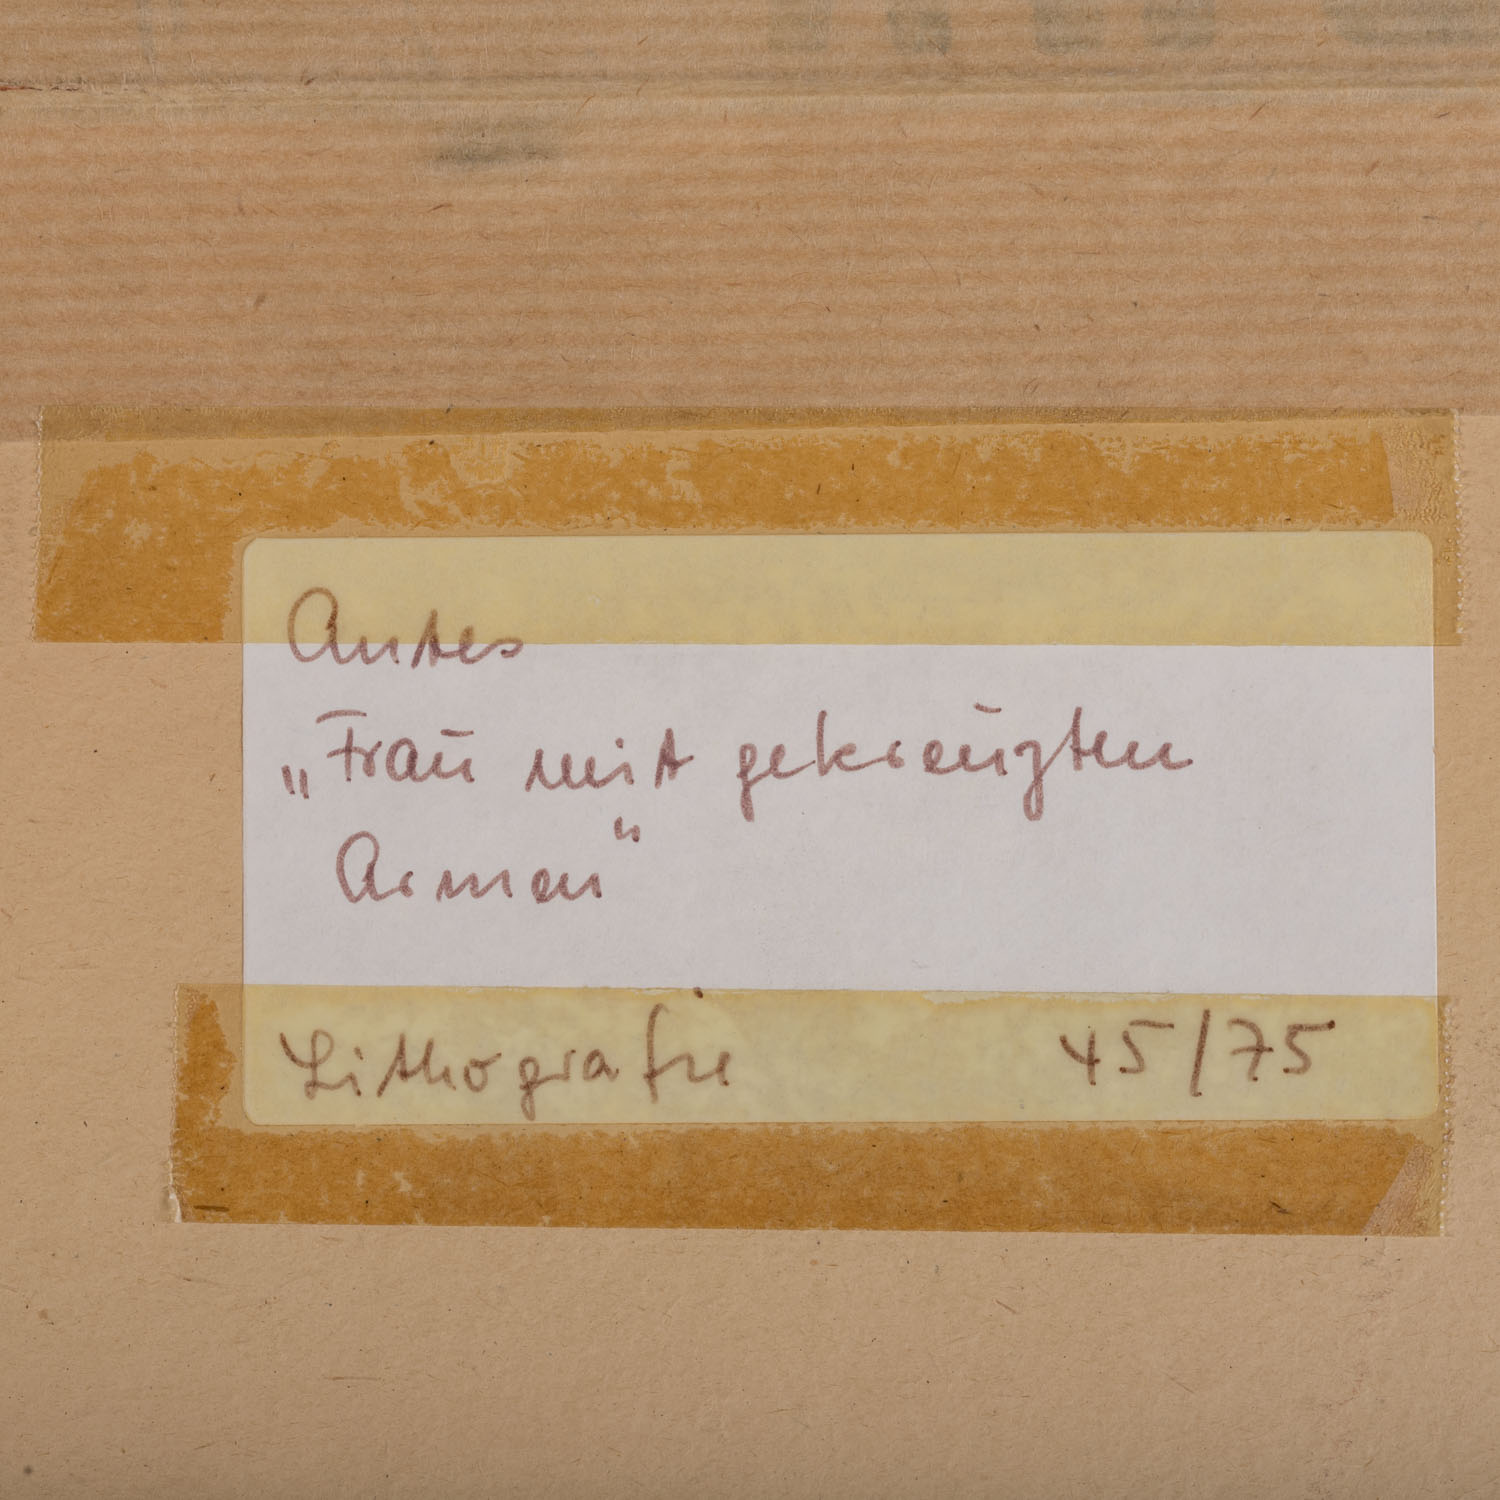 Antes
„Frau mit gekreuzten
Armen“
Lithografie 45/75